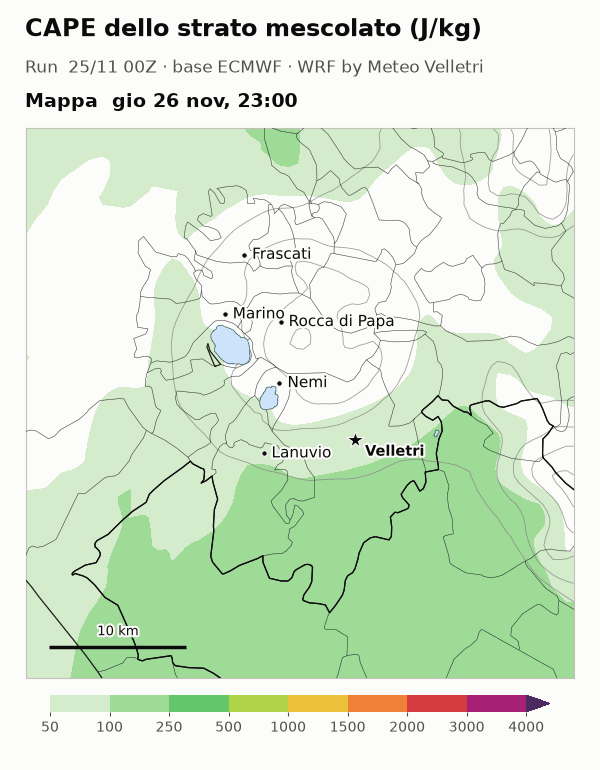 CAPE dello strato mescolato (J/kg)
Run  25/11 00Z · base ECMWF · WRF by Meteo Velletri
Mappa  gio 26 nov, 23:00
Frascati
Marino
Rocca di Papa
Nemi
Velletri
Lanuvio
10 km
50 100 250 500 1000 1500 2000 3000 4000